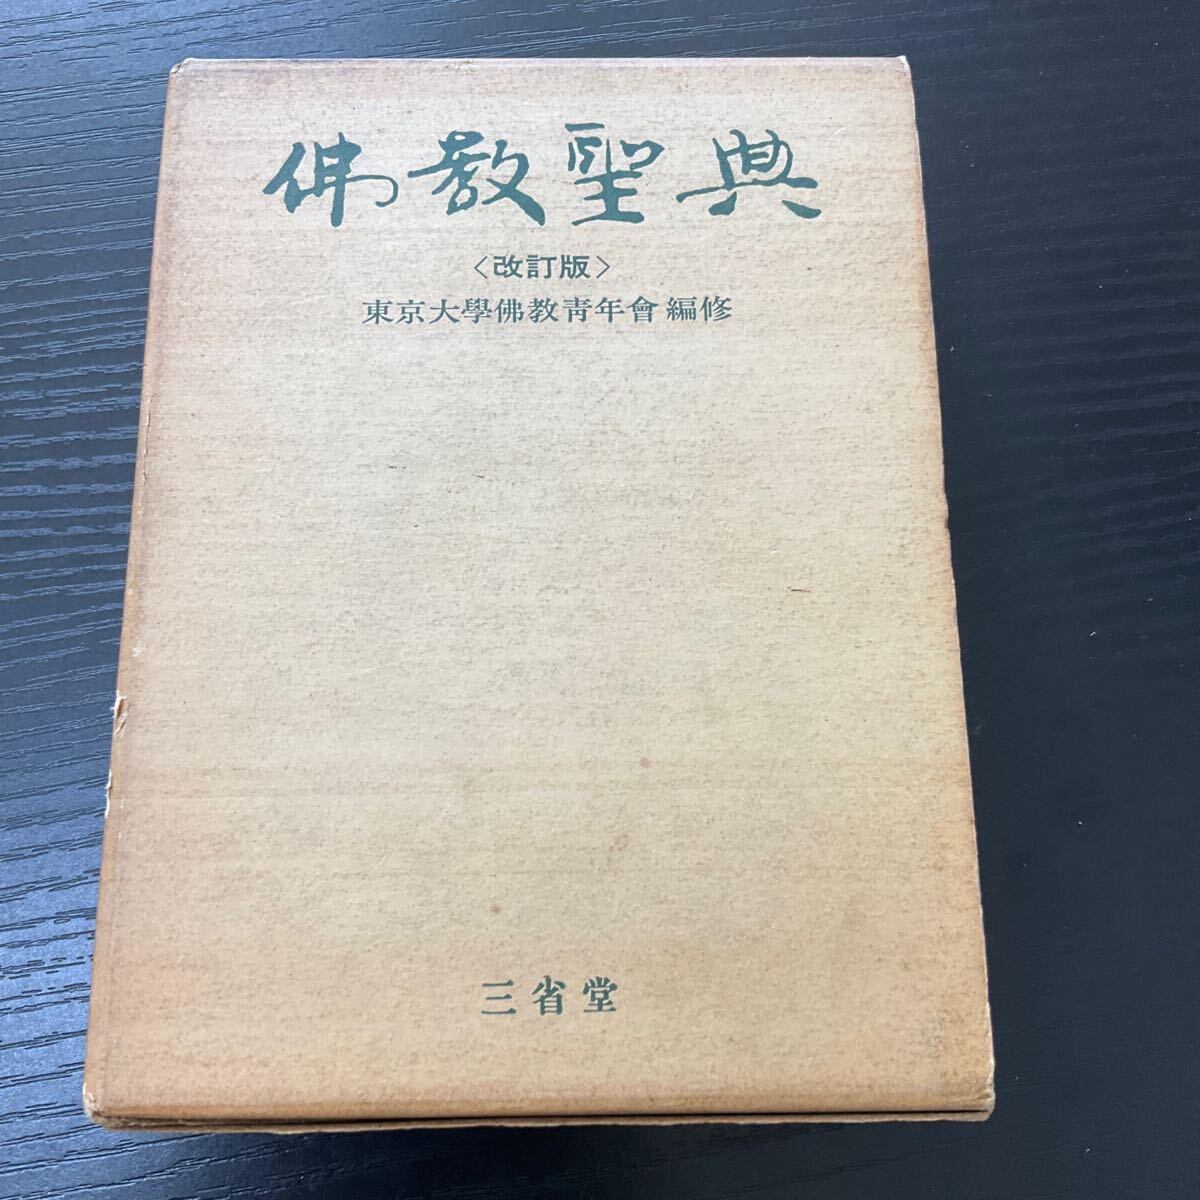 佛教聖典
〈改訂版〉
東京大學佛教靑年會 編修
三省堂